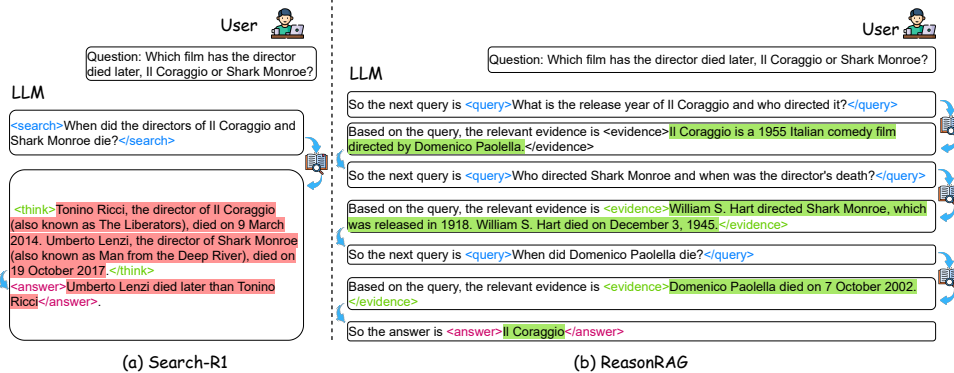 User
Question: Which film has the director
died later, Il Coraggio or Shark Monroe?
LLM
<search>When did the directors of Il Coraggio and
Shark Monroe die?</search>
<think>Tonino Ricci, the director of Il Coraggio
(also known as The Liberators), died on 9 March
2014. Umberto Lenzi, the director of Shark Monroe
(also known as Man from the Deep River), died on
19 October 2017.</think>
<answer>Umberto Lenzi died later than Tonino
Ricci</answer>.
(a) Search-R1
User
Question: Which film has the director died later, Il Coraggio or Shark Monroe?
LLM
So the next query is <query>What is the release year of Il Coraggio and who directed it?</query>
Based on the query, the relevant evidence is <evidence>Il Coraggio is a 1955 Italian comedy film
directed by Domenico Paolella.</evidence>
So the next query is <query>Who directed Shark Monroe and when was the director's death?</query>
Based on the query, the relevant evidence is <evidence>William S. Hart directed Shark Monroe, which
was released in 1918. William S. Hart died on December 3, 1945.</evidence>
So the next query is <query>When did Domenico Paolella die?</query>
Based on the query, the relevant evidence is <evidence>Domenico Paolella died on 7 October 2002.
</evidence>
So the answer is <answer>Il Coraggio</answer>
(b) ReasonRAG